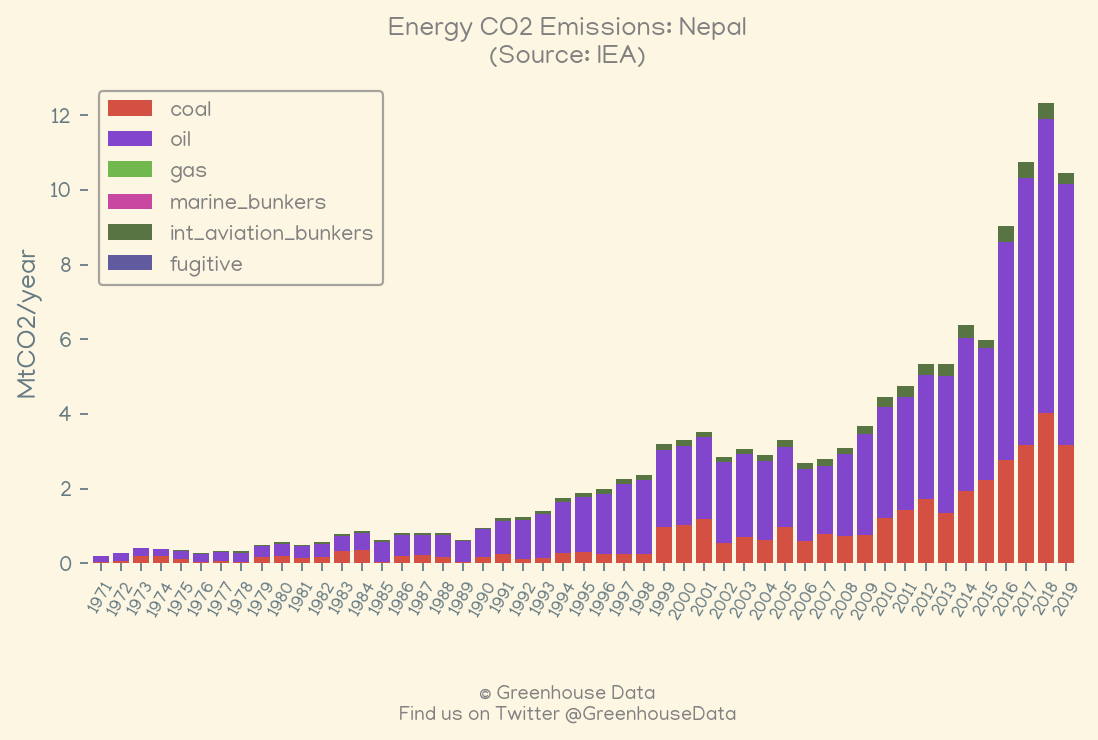 Energy CO2 Emissions: Nepal
(Source: IEA)
coal
oil
gas
marine_bunkers
int_aviation_bunkers
fugitive
MtCO2/year
12
10
8
6
4
2
0
1971 1972 1973 1974 1975 1976 1977 1978 1979 1980 1981 1982 1983 1984 1985 1986 1987 1988 1989 1990 1991 1992 1993 1994 1995 1996 1997 1998 1999 2000 2001 2002 2003 2004 2005 2006 2007 2008 2009 2010 2011 2012 2013 2014 2015 2016 2017 2018 2019
© Greenhouse Data
Find us on Twitter @GreenhouseData